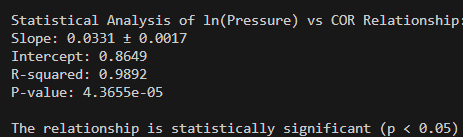 Statistical Analysis of ln(Pressure) vs COR Relationship:
Slope: 0.0331 ± 0.0017
Intercept: 0.8649
R-squared: 0.9892
P-value: 4.3655e-05
The relationship is statistically significant (p < 0.05)